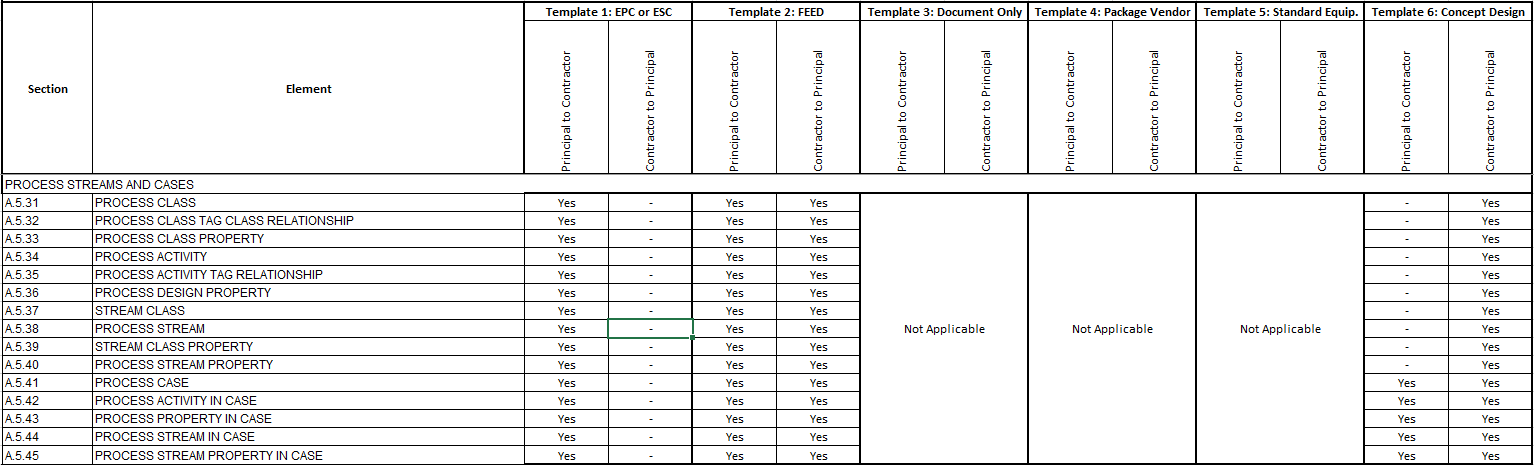 Section Element Template 1: EPC or ESC Template 2: FEED Template 3: Document Only Template 4: Package Vendor Template 5: Standard Equip. Template 6: Concept Design
Principal to Contractor Contractor to Principal Principal to Contractor Contractor to Principal Principal to Contractor Contractor to Principal Principal to Contractor Contractor to Principal Principal to Contractor Contractor to Principal Principal to Contractor Contractor to Principal
PROCESS STREAMS AND CASES
A.5.31 PROCESS CLASS Yes - Yes Yes - Yes
A.5.32 PROCESS CLASS TAG CLASS RELATIONSHIP Yes - Yes Yes - Yes
A.5.33 PROCESS CLASS PROPERTY Yes - Yes Yes - Yes
A.5.34 PROCESS ACTIVITY Yes - Yes Yes - Yes
A.5.35 PROCESS ACTIVITY TAG RELATIONSHIP Yes - Yes Yes - Yes
A.5.36 PROCESS DESIGN PROPERTY Yes - Yes Yes - Yes
A.5.37 STREAM CLASS Yes - Yes Yes - Yes
A.5.38 PROCESS STREAM Yes - Yes Yes Not Applicable Not Applicable Not Applicable - Yes
A.5.39 STREAM CLASS PROPERTY Yes - Yes Yes - Yes
A.5.40 PROCESS STREAM PROPERTY Yes - Yes Yes - Yes
A.5.41 PROCESS CASE Yes - Yes Yes Yes Yes
A.5.42 PROCESS ACTIVITY IN CASE Yes - Yes Yes Yes Yes
A.5.43 PROCESS PROPERTY IN CASE Yes - Yes Yes Yes Yes
A.5.44 PROCESS STREAM IN CASE Yes - Yes Yes Yes Yes
A.5.45 PROCESS STREAM PROPERTY IN CASE Yes - Yes Yes Yes Yes